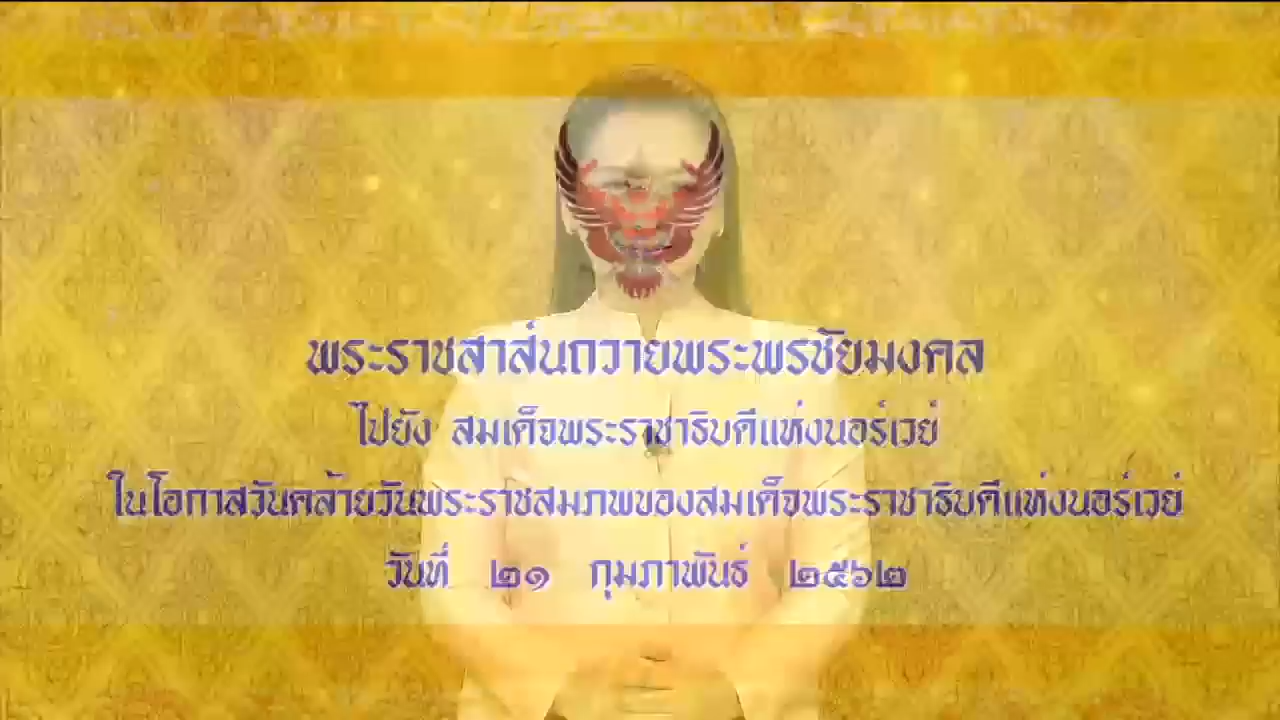 พระราชสาส์นถวายพระพรชัยมงคล
ไปยัง สมเด็จพระราชาธิบดีแห่งนอร์เวย์
ในโอกาสวันคล้ายวันพระราชสมภพของสมเด็จพระราชาธิบดีแห่งนอร์เวย์
วันที่ ๒๑ กุมภาพันธ์ ๒๕๖๒